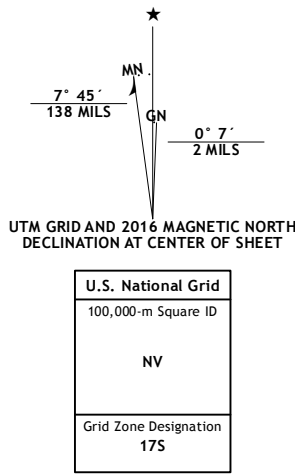 ★
MN
GN
7° 45´
138 MILS
0° 7´
2 MILS
UTM GRID AND 2016 MAGNETIC NORTH
DECLINATION AT CENTER OF SHEET
U.S. National Grid
100,000-m Square ID
NV
Grid Zone Designation
17S